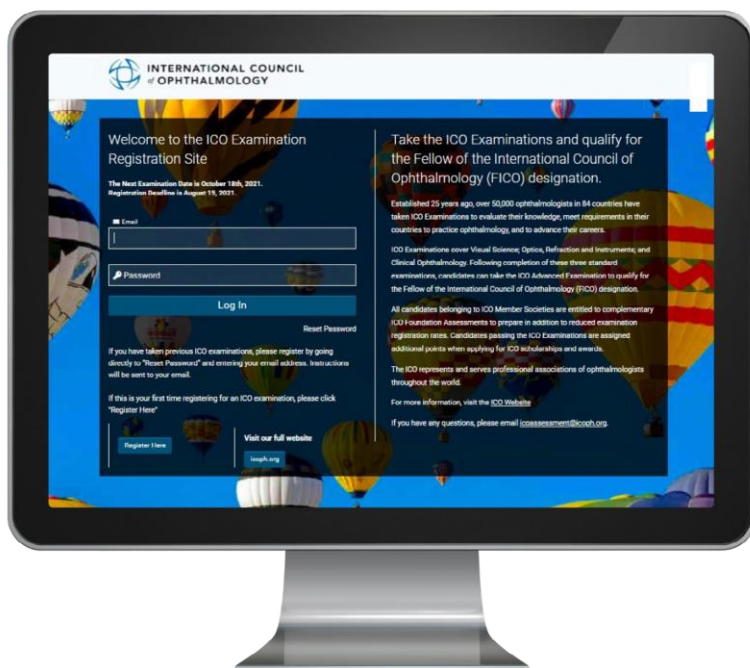 INTERNATIONAL COUNCIL
of OPHTHALMOLOGY
Welcome to the ICO Examination
Registration Site
The Next Examination Date is October 18th, 2021.
Registration Deadline is August 15, 2021.
Email
Password
Log In
Reset Password
If you have taken previous ICO examinations, please register by going
directly to "Reset Password" and entering your email address. Instructions
will be sent to your email.
If this is your first time registering for an ICO examination, please click
"Register Here"
Register Here
Visit our full website
icoph.org
Take the ICO Examinations and qualify for
the Fellow of the International Council of
Ophthalmology (FICO) designation.
Established 25 years ago, over 50,000 ophthalmologists in 84 countries have
taken ICO Examinations to evaluate their knowledge, meet requirements in their
countries to practice ophthalmology, and to advance their careers.
ICO Examinations cover Visual Science; Optics, Refraction and Instruments; and
Clinical Ophthalmology. Following completion of these three standard
examinations, candidates can take the ICO Advanced Examination to qualify for
the Fellow of the International Council of Ophthalmology (FICO) designation.
All candidates belonging to ICO Member Societies are entitled to complementary
ICO Foundation Assessments to prepare in addition to reduced examination
registration rates. Candidates passing the ICO Examinations are assigned
additional points when applying for ICO scholarships and awards.
The ICO represents and serves professional associations of ophthalmologists
throughout the world.
For more information, visit the ICO Website
If you have any questions, please email icoassessment@icoph.org.